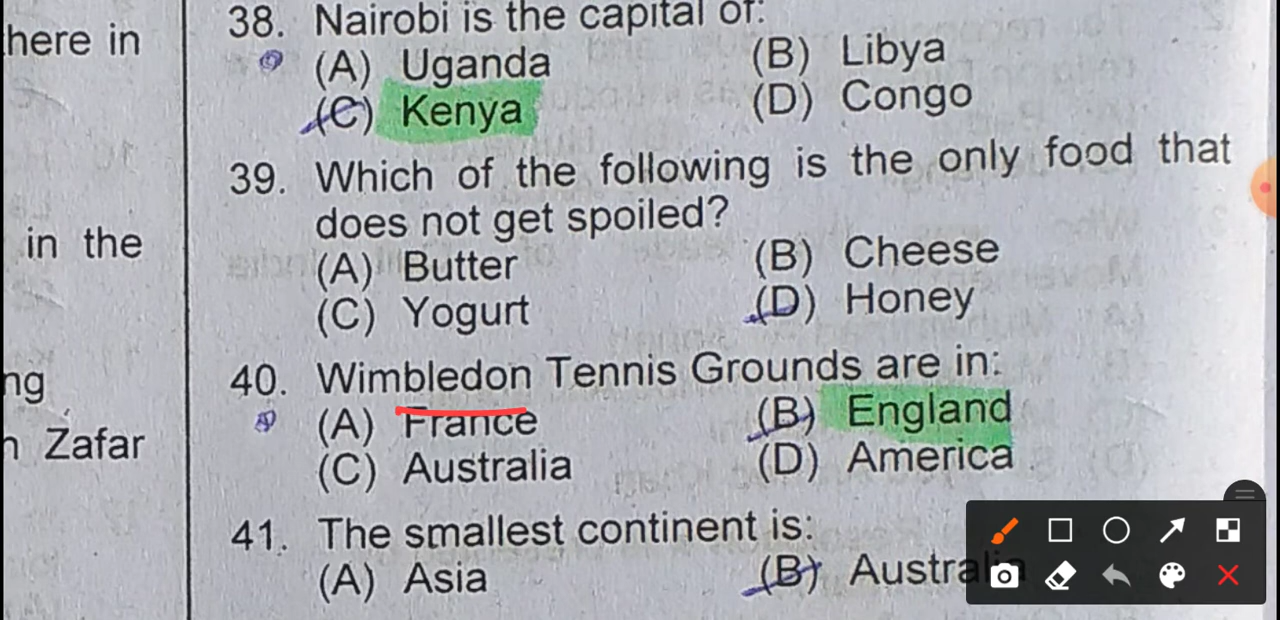 here in
in the
ng
n Zafar
38. Nairobi is the capital of:
(A) Uganda (B) Libya
(C) Kenya (D) Congo
39. Which of the following is the only food that
does not get spoiled?
(A) Butter (B) Cheese
(C) Yogurt (D) Honey
40. Wimbledon Tennis Grounds are in:
(A) France (B) England
(C) Australia (D) America
41. The smallest continent is:
(A) Asia (B) Australia